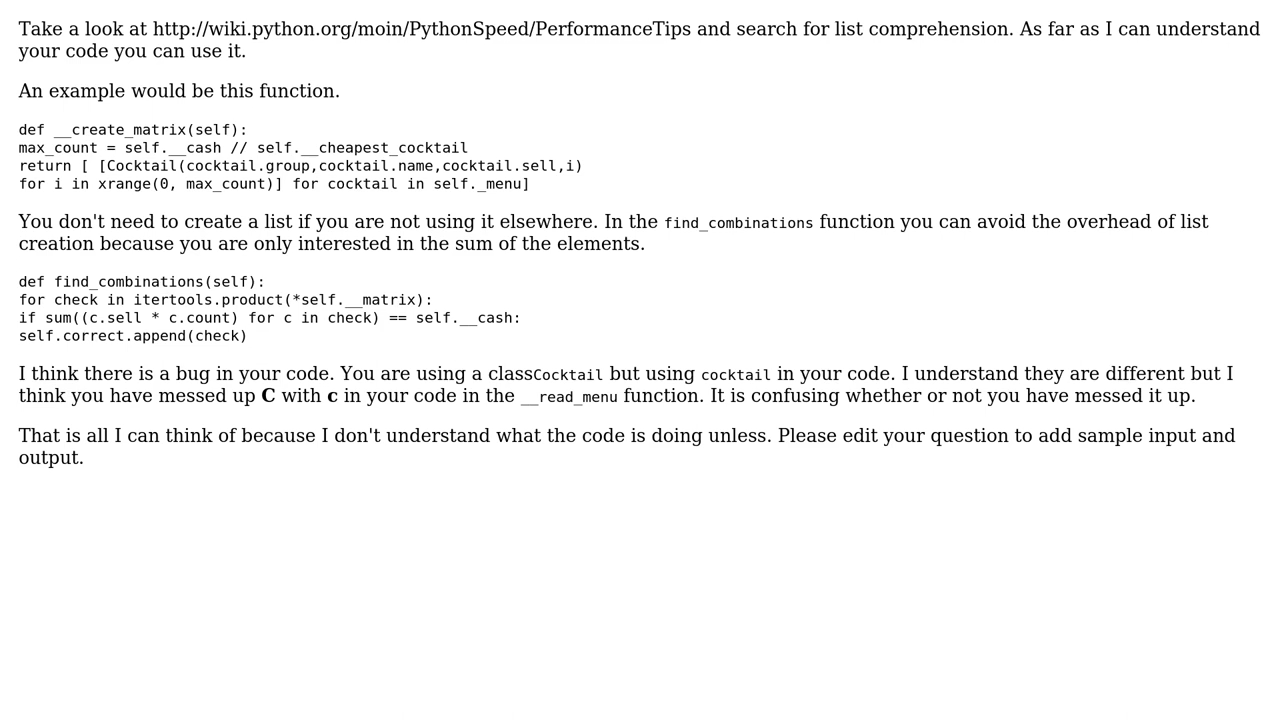 Take a look at http://wiki.python.org/moin/PythonSpeed/PerformanceTips and search for list comprehension. As far as I can understand
your code you can use it.
An example would be this function.
def __create_matrix(self):
max_count = self.__cash // self.__cheapest_cocktail
return [ [Cocktail(cocktail.group,cocktail.name,cocktail.sell,i)
for i in xrange(0, max_count)] for cocktail in self._menu]
You don't need to create a list if you are not using it elsewhere. In the find_combinations function you can avoid the overhead of list
creation because you are only interested in the sum of the elements.
def find_combinations(self):
for check in itertools.product(*self.__matrix):
if sum((c.sell * c.count) for c in check) == self.__cash:
self.correct.append(check)
I think there is a bug in your code. You are using a classCocktail but using cocktail in your code. I understand they are different but I
think you have messed up C with c in your code in the __read_menu function. It is confusing whether or not you have messed it up.
That is all I can think of because I don't understand what the code is doing unless. Please edit your question to add sample input and
output.